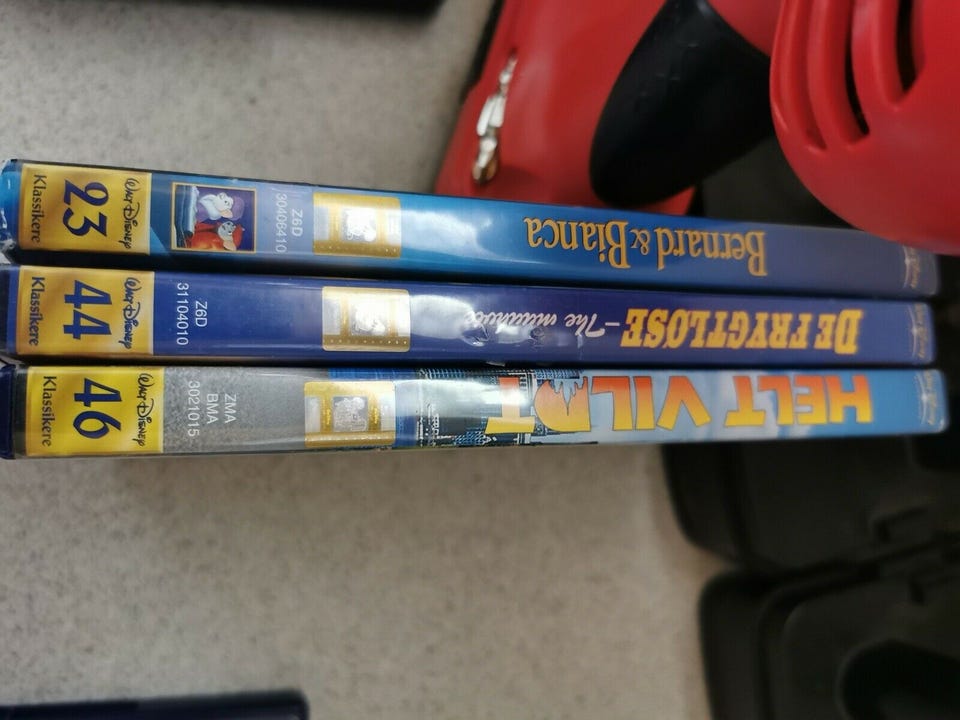 Bernard & Bianca
Z6D
/30406410
WALT DISNEY
23
Klassikere
DE FRYGTLØSE - The
Z6D
31104010
WALT DISNEY
44
Klassikere
HELT VILDT
ZMA
BMA
3021015
WALT DISNEY
46
Klassikere